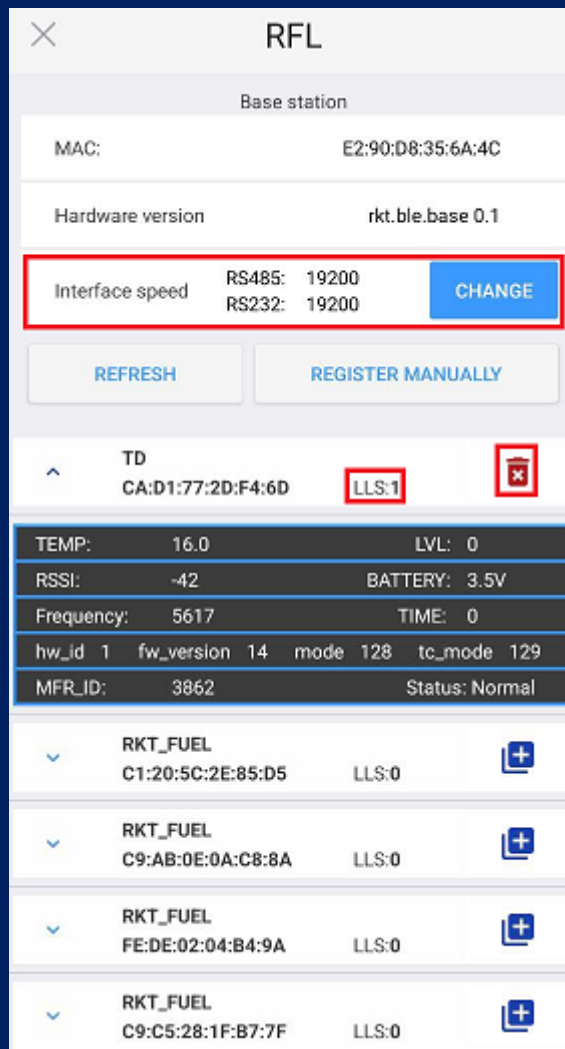 RFL
Base station
MAC: E2:90:D8:35:6A:4C
Hardware version rkt.ble.base 0.1
Interface speed RS485: 19200 CHANGE
RS232: 19200
REFRESH REGISTER MANUALLY
TD
CA:D1:77:2D:F4:6D LLS:1
TEMP: 16.0 LVL: 0
RSSI: -42 BATTERY: 3.5V
Frequency: 5617 TIME: 0
hw_id 1 fw_version 14 mode 128 tc_mode 129
MFR_ID: 3862 Status: Normal
RKT_FUEL
C1:20:5C:2E:85:D5 LLS:0
RKT_FUEL
C9:AB:0E:0A:C8:8A LLS:0
RKT_FUEL
FE:DE:02:04:B4:9A LLS:0
RKT_FUEL
C9:C5:28:1F:B7:7F LLS:0